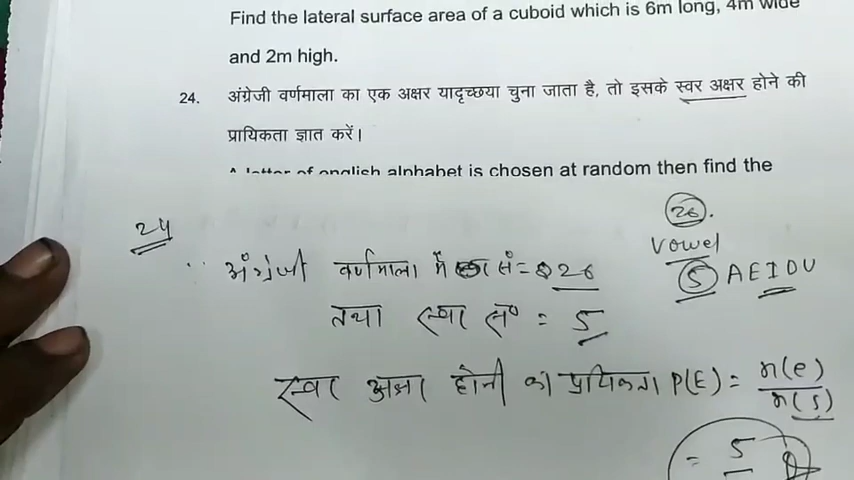 Find the lateral surface area of a cuboid which is 6m long, 4m wide
and 2m high.
24. अंग्रेजी वर्णमाला का एक अक्षर यादृच्छया चुना जाता है, तो इसके स्वर अक्षर होने की
प्रायिकता ज्ञात करें।
A letter of english alphabet is chosen at random then find the
26.
24
Vowel
अंग्रेजी वर्णमाला में सं = 26
5 A E I O U
तथा स्वर सं० = 5
स्वर अक्षर होनी की प्रायिकता P(E) = n(e)
n(s)
= 5